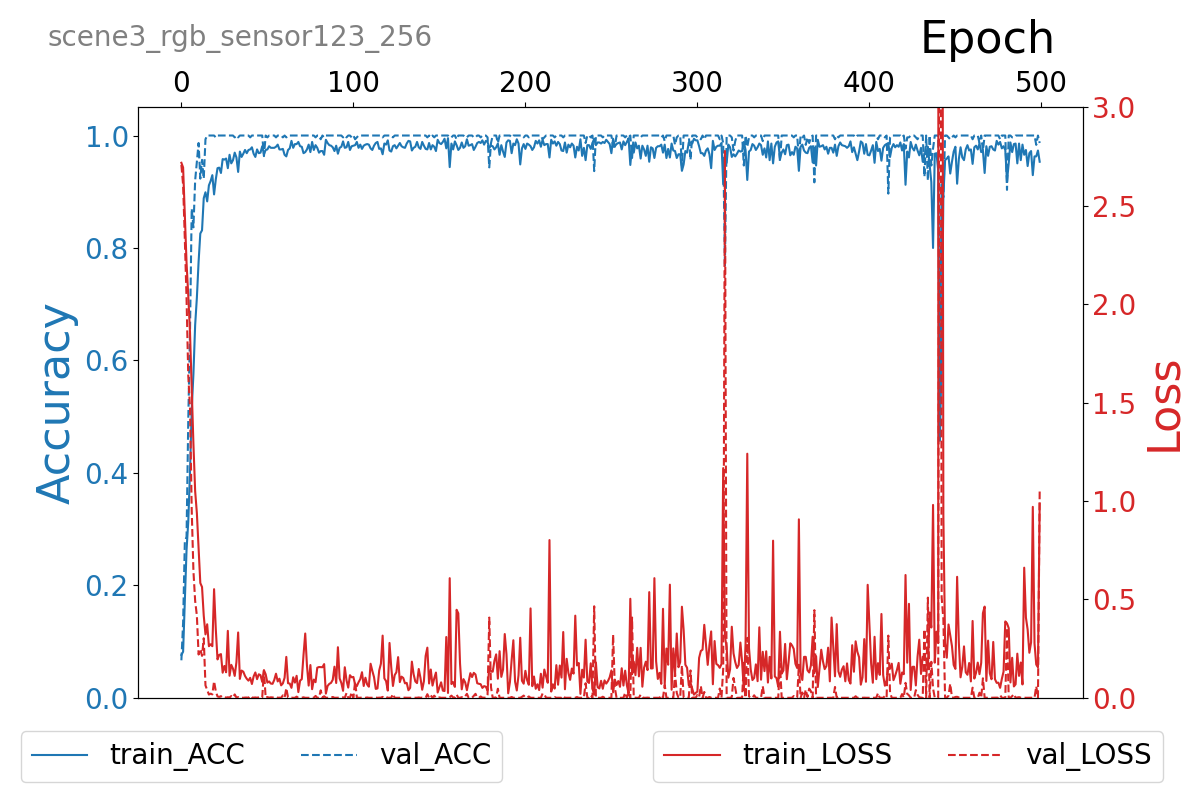 scene3_rgb_sensor123_256
Epoch
0 100 200 300 400 500
1.0 0.8 0.6 0.4 0.2 0.0
Accuracy
3.0 2.5 2.0 1.5 1.0 0.5 0.0
Loss
train_ACC val_ACC train_LOSS val_LOSS